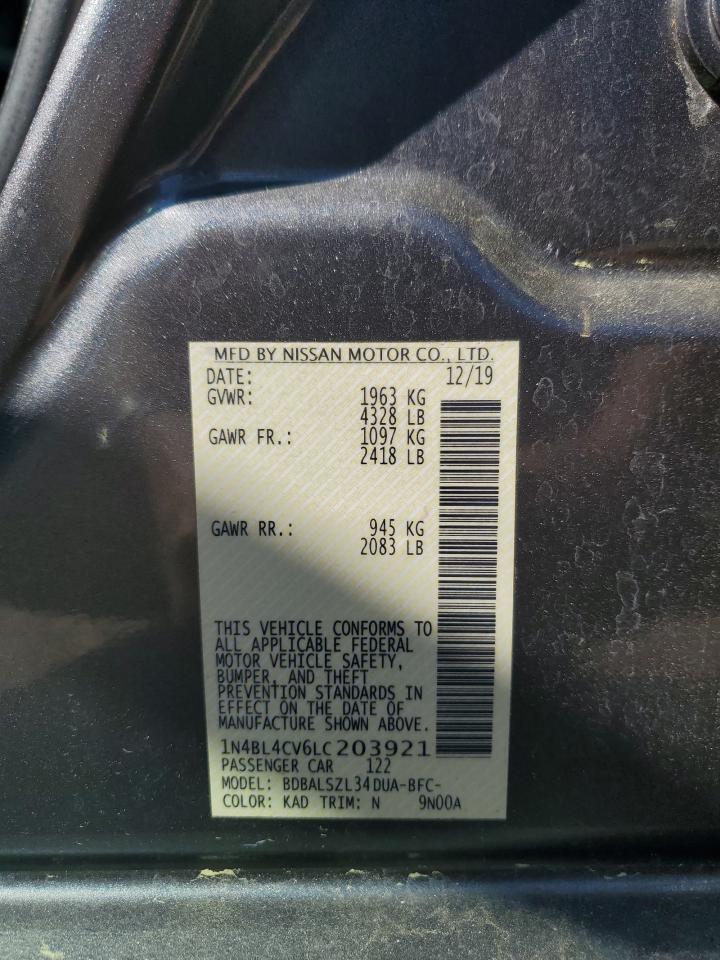 MFD BY NISSAN MOTOR CO., LTD.
DATE: 12/19
GVWR: 1963 KG
4328 LB
GAWR FR.: 1097 KG
2418 LB
GAWR RR.: 945 KG
2083 LB
THIS VEHICLE CONFORMS TO
ALL APPLICABLE FEDERAL
MOTOR VEHICLE SAFETY,
BUMPER, AND THEFT
PREVENTION STANDARDS IN
EFFECT ON THE DATE OF
MANUFACTURE SHOWN ABOVE.
1N4BL4CV6LC203921
PASSENGER CAR 122
MODEL: BDBALSZL34DUA-BFC-
COLOR: KAD TRIM: N 9N00A